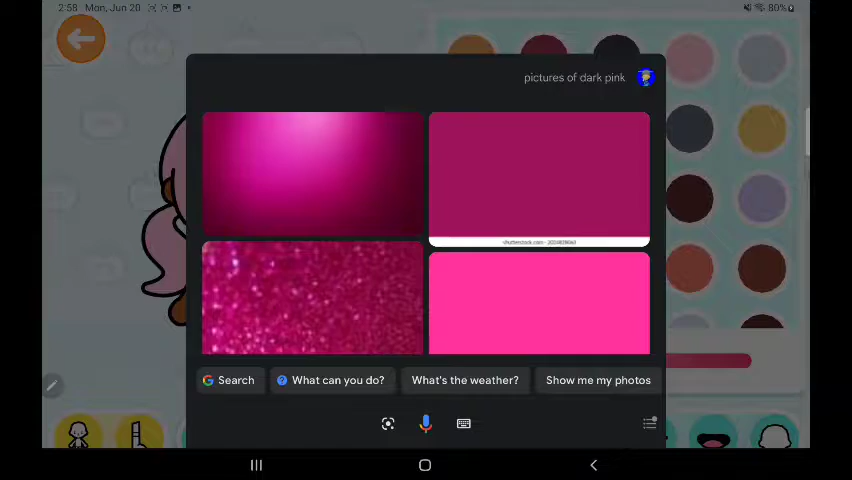 2:58 Mon, Jun 20
80%
pictures of dark pink
Search
What can you do?
What's the weather?
Show me my photos